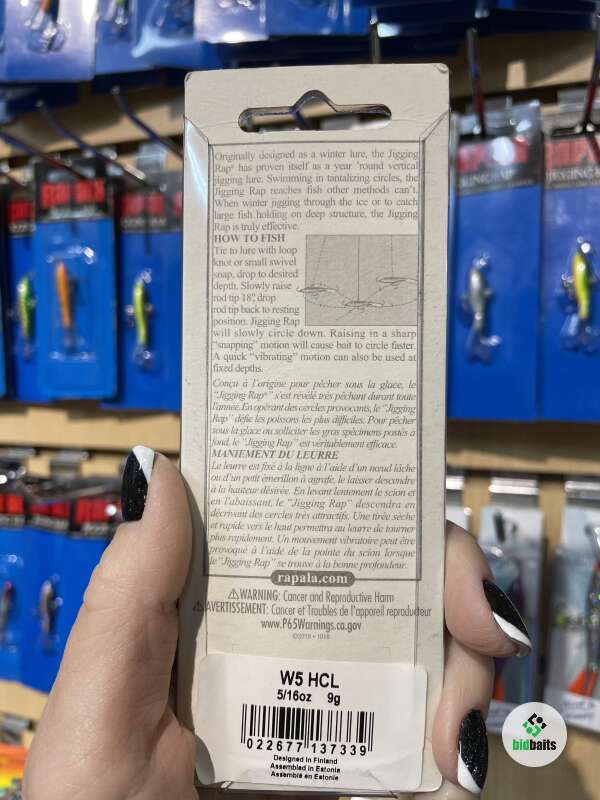 Originally designed as a winter lure, the Jigging
Rap® has proven itself as a year 'round vertical
jigging lure. Swimming in tantalizing circles, the
Jigging Rap reaches fish other methods can't.
When winter jigging through the ice or to catch
large fish holding on deep structure, the Jigging
Rap is truly effective.
HOW TO FISH
Tie to lure with loop
knot or small swivel
snap, drop to desired
depth. Slowly raise
rod tip 18", drop
rod tip back to resting
position. Jigging Rap
will slowly circle down. Raising in a sharp
"snapping" motion will cause bait to circle faster.
A quick "vibrating" motion can also be used at
fixed depths.
Conçu à l'origine pour pêcher sous la glace, le
"Jigging Rap®" s'est révélé très pêchant durant toute
l'année. En opérant des cercles provocants, le "Jigging
Rap" défie les poissons les plus difficiles. Pour pêcher
sous la glace ou solliciter les gros spécimens postés à
fond, le "Jigging Rap" est véritablement efficace.
MANIEMENT DU LEURRE
Le leurre est fixé à la ligne à l'aide d'un nœud lâche
ou d'un petit émerillon à agrafe, le laisser descendre
à la hauteur désirée. En levant lentement le scion et
en l'abaissant, le "Jigging Rap" descendra en
décrivant des cercles très attractifs. Une tirée sèche
et rapide vers le haut permettra au leurre de tourner
plus rapidement. Un mouvement vibratoire peut être
provoqué à l'aide de la pointe du scion lorsque
le "Jigging Rap" se trouve à la bonne profondeur.
rapala.com
⚠WARNING: Cancer and Reproductive Harm
⚠AVERTISSEMENT: Cancer et Troubles de l'appareil reproducteur
www.P65Warnings.ca.gov
W5 HCL
5/16oz 9g
022677 137339
Designed in Finland
Assembled in Estonia
Assemblé en Estonie
bidbaits